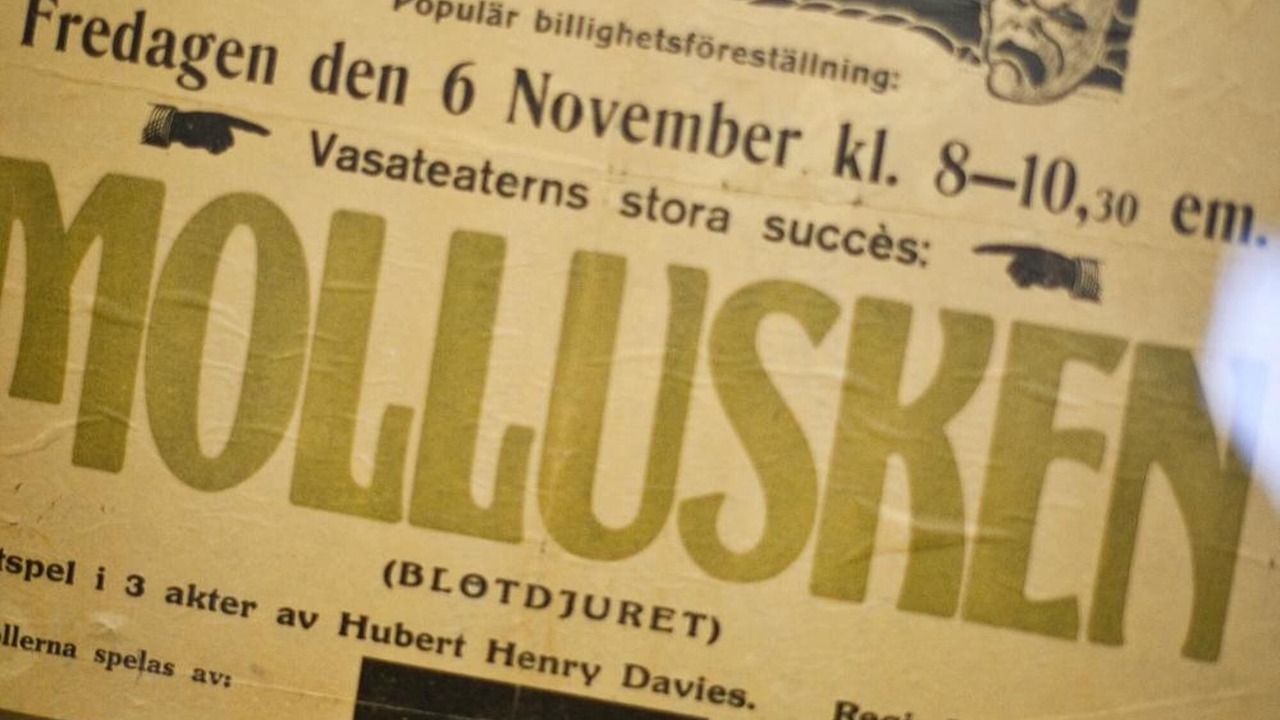 Populär billighetsföreställning:
Fredagen den 6 November kl. 8—10,30 em.
Vasateaterns stora succès:
MOLLUSKEN
(BLØTDJURET)
tspel i 3 akter av Hubert Henry Davies.
llerna spelas av: